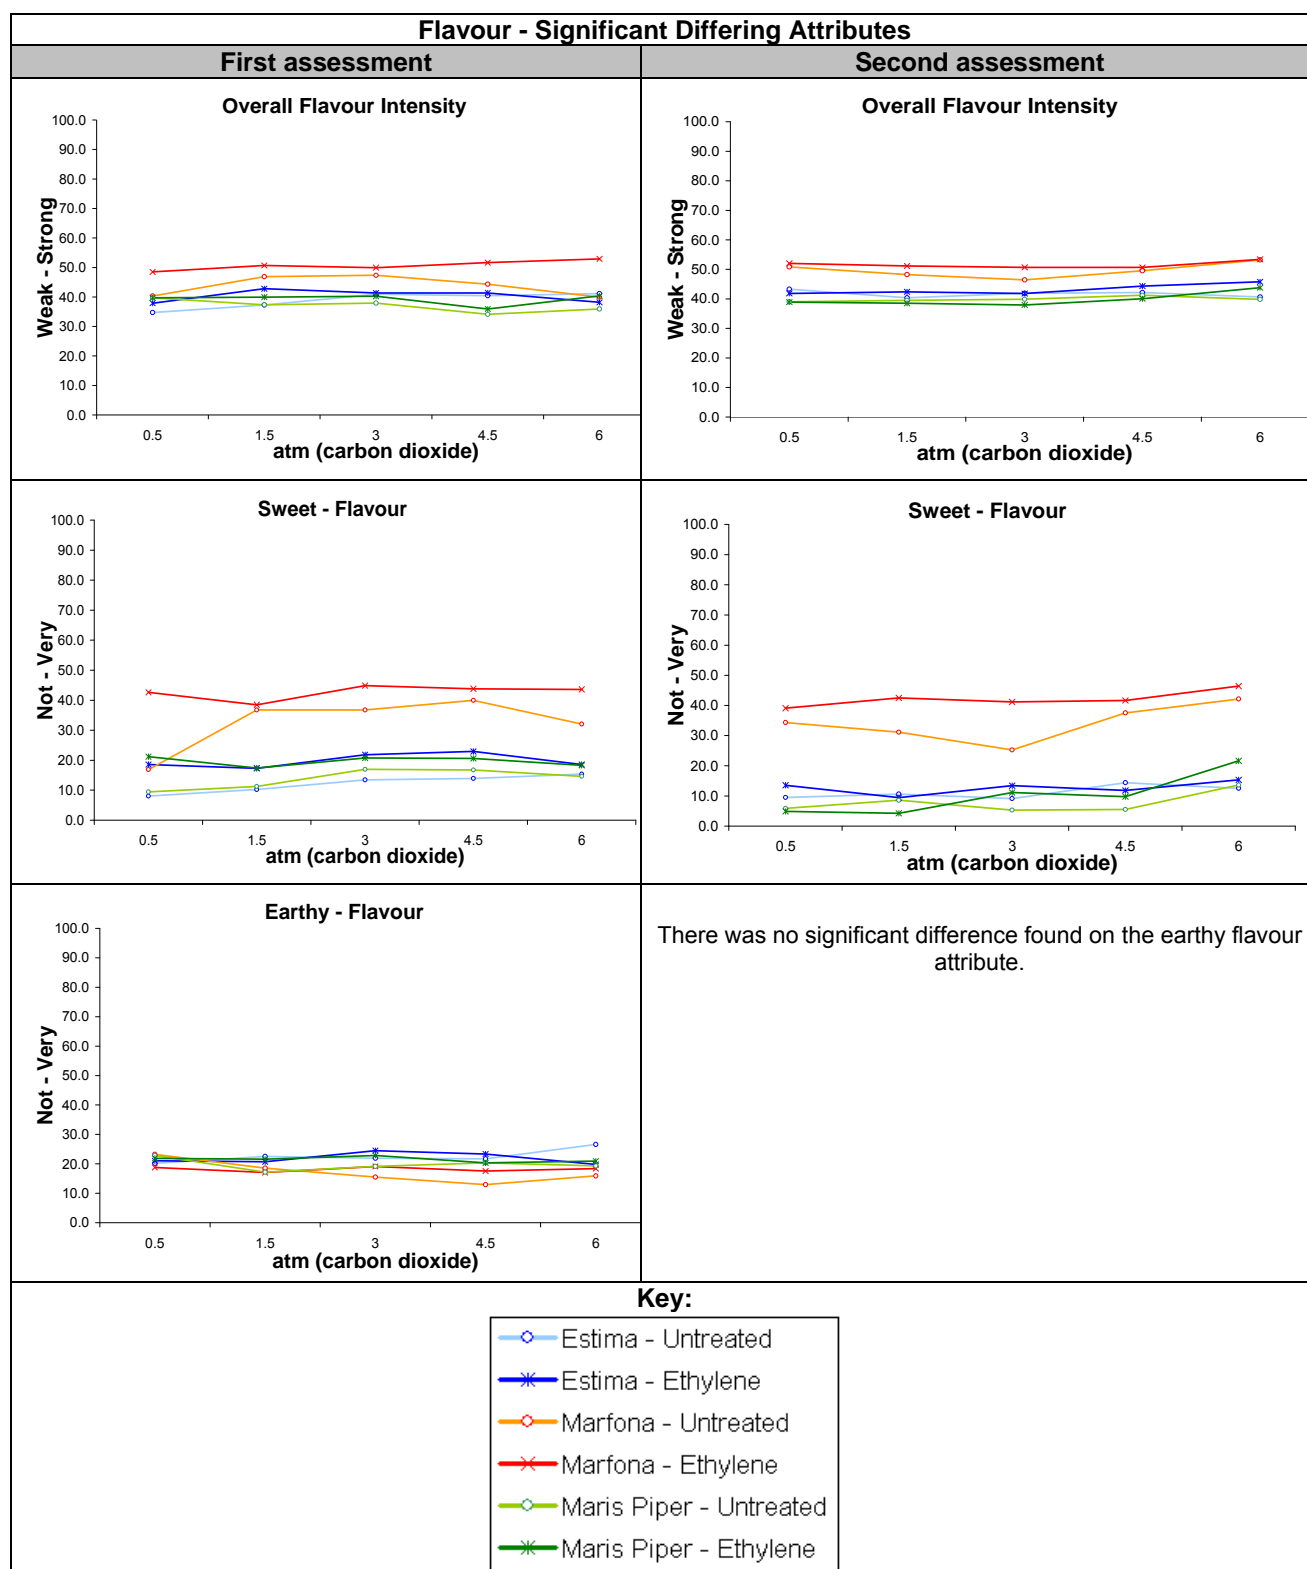 Flavour - Significant Differing Attributes
First assessment
Second assessment
Overall Flavour Intensity
100.0
90.0
80.0
70.0
60.0
50.0
40.0
30.0
20.0
10.0
0.0
Weak - Strong
0.5
1.5
3
4.5
6
atm (carbon dioxide)
Overall Flavour Intensity
100.0
90.0
80.0
70.0
60.0
50.0
40.0
30.0
20.0
10.0
0.0
Weak - Strong
0.5
1.5
3
4.5
6
atm (carbon dioxide)
Sweet - Flavour
100.0
90.0
80.0
70.0
60.0
50.0
40.0
30.0
20.0
10.0
0.0
Not - Very
0.5
1.5
3
4.5
6
atm (carbon dioxide)
Sweet - Flavour
100.0
90.0
80.0
70.0
60.0
50.0
40.0
30.0
20.0
10.0
0.0
Not - Very
0.5
1.5
3
4.5
6
atm (carbon dioxide)
Earthy - Flavour
100.0
90.0
80.0
70.0
60.0
50.0
40.0
30.0
20.0
10.0
0.0
Not - Very
0.5
1.5
3
4.5
6
atm (carbon dioxide)
There was no significant difference found on the earthy flavour
attribute.
Key:
Estima - Untreated
Estima - Ethylene
Marfona - Untreated
Marfona - Ethylene
Maris Piper - Untreated
Maris Piper - Ethylene